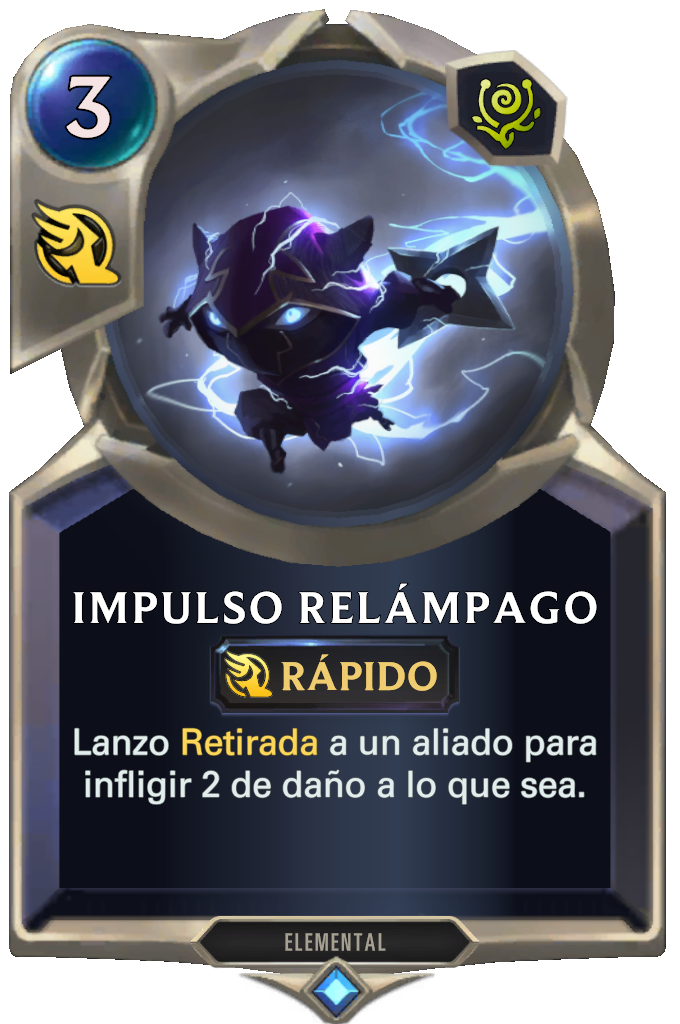 3
IMPULSO RELÁMPAGO
RÁPIDO
Lanzo Retirada a un aliado para
infligir 2 de daño a lo que sea.
ELEMENTAL